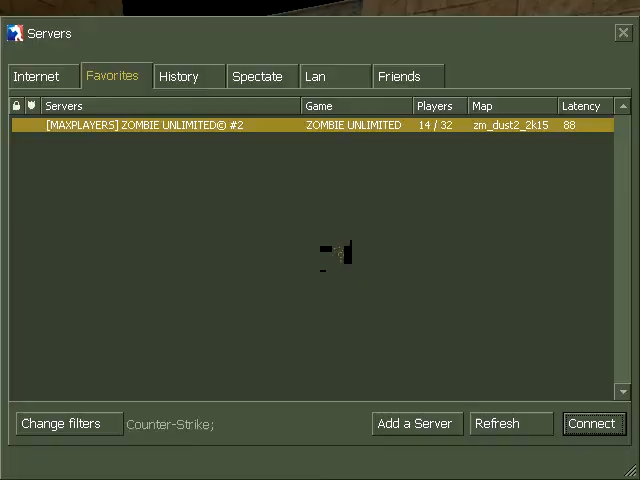 Servers
Internet
Favorites
History
Spectate
Lan
Friends
Servers
Game
Players
Map
Latency
[MAXPLAYERS] ZOMBIE UNLIMITED© #2
ZOMBIE UNLIMITED
14 / 32
zm_dust2_2k15
88
Change filters
Counter-Strike;
Add a Server
Refresh
Connect